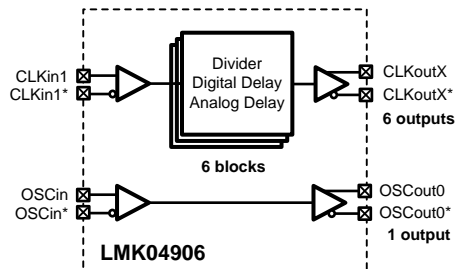 CLKin1
CLKin1*
Divider
Digital Delay
Analog Delay
6 blocks
CLKoutX
CLKoutX*
6 outputs
OSCin
OSCin*
OSCout0
OSCout0*
1 output
LMK04906